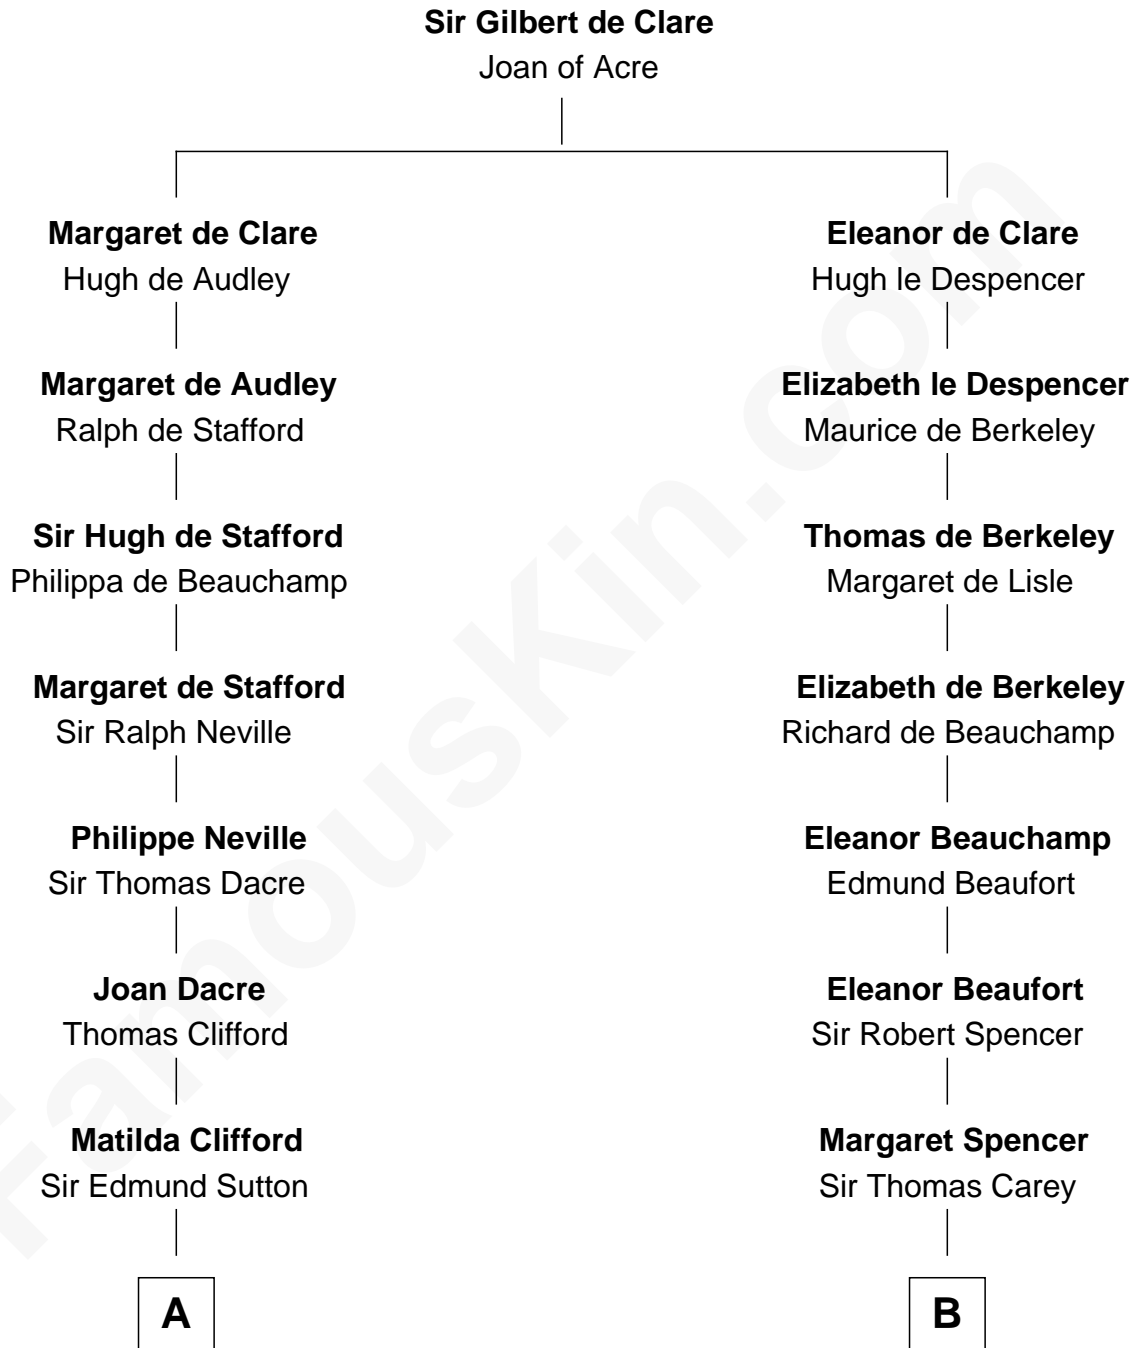 Sir Gilbert de Clare
Joan of Acre
Margaret de Clare
Hugh de Audley
Eleanor de Clare
Hugh le Despencer
Margaret de Audley
Ralph de Stafford
Elizabeth le Despencer
Maurice de Berkeley
Sir Hugh de Stafford
Philippa de Beauchamp
Thomas de Berkeley
Margaret de Lisle
Margaret de Stafford
Sir Ralph Neville
Elizabeth de Berkeley
Richard de Beauchamp
Philippe Neville
Sir Thomas Dacre
Eleanor Beauchamp
Edmund Beaufort
Joan Dacre
Thomas Clifford
Eleanor Beaufort
Sir Robert Spencer
Matilda Clifford
Sir Edmund Sutton
Margaret Spencer
Sir Thomas Carey
A
B
FamousKin.com